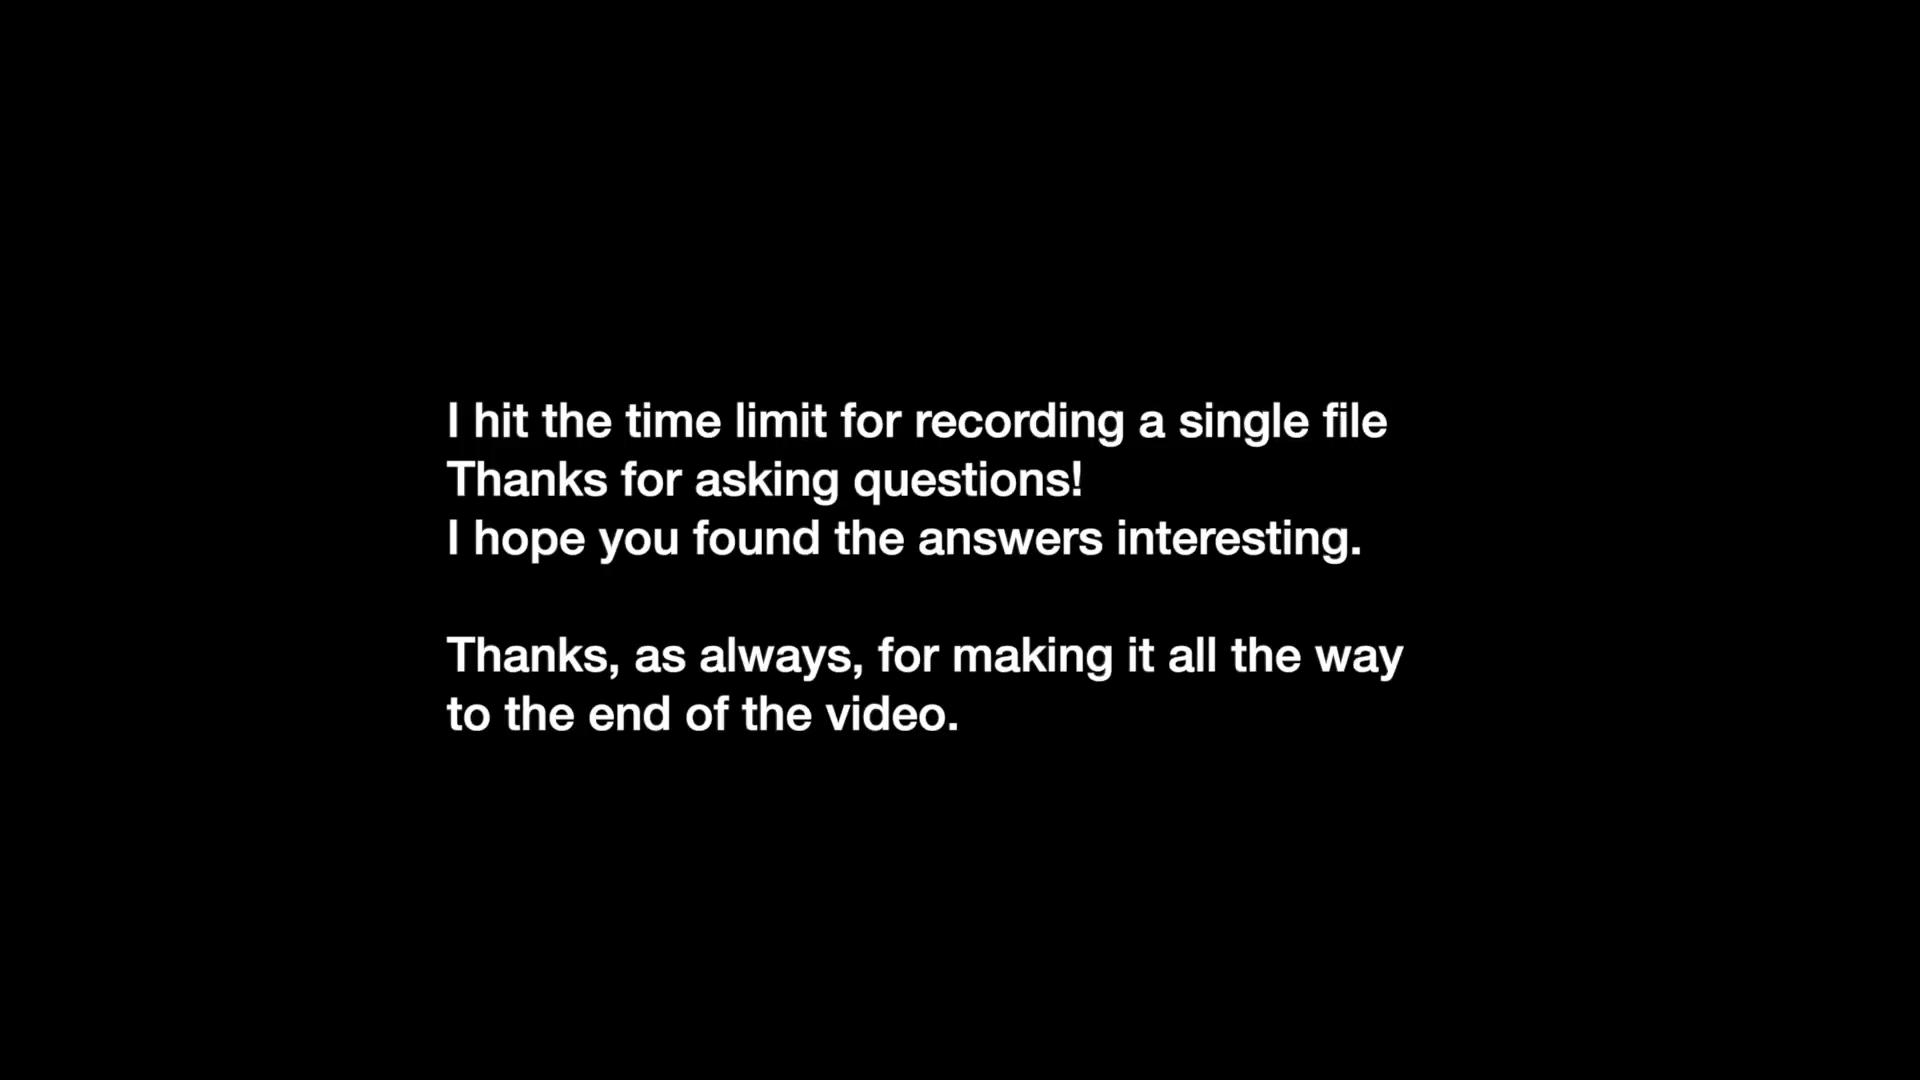 I hit the time limit for recording a single file
Thanks for asking questions!
I hope you found the answers interesting.
Thanks, as always, for making it all the way
to the end of the video.